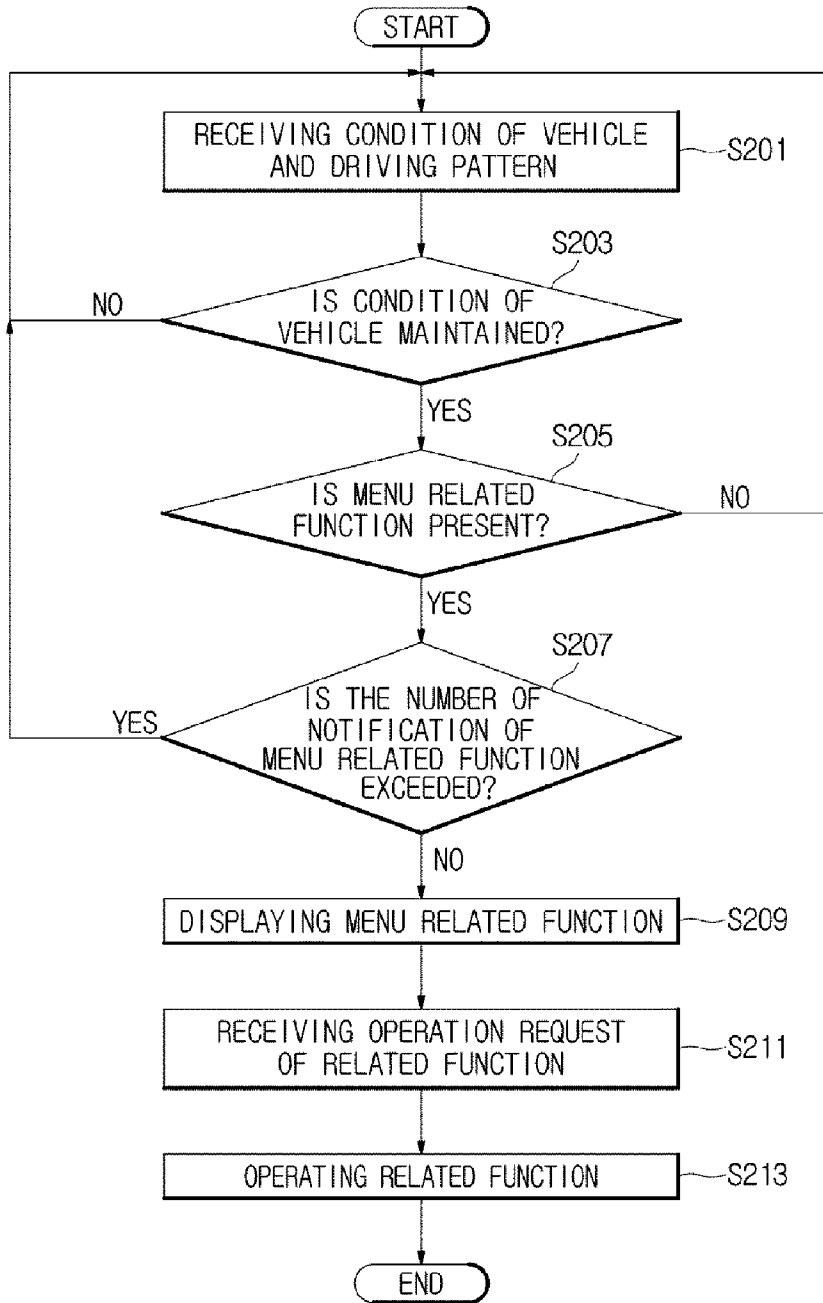 START
RECEIVING CONDITION OF VEHICLE
AND DRIVING PATTERN
S201
S203
IS CONDITION OF
VEHICLE MAINTAINED?
NO
YES
S205
IS MENU RELATED
FUNCTION PRESENT?
NO
YES
S207
IS THE NUMBER OF
NOTIFICATION OF
MENU RELATED FUNCTION
EXCEEDED?
YES
NO
DISPLAYING MENU RELATED FUNCTION
S209
RECEIVING OPERATION REQUEST
OF RELATED FUNCTION
S211
OPERATING RELATED FUNCTION
S213
END